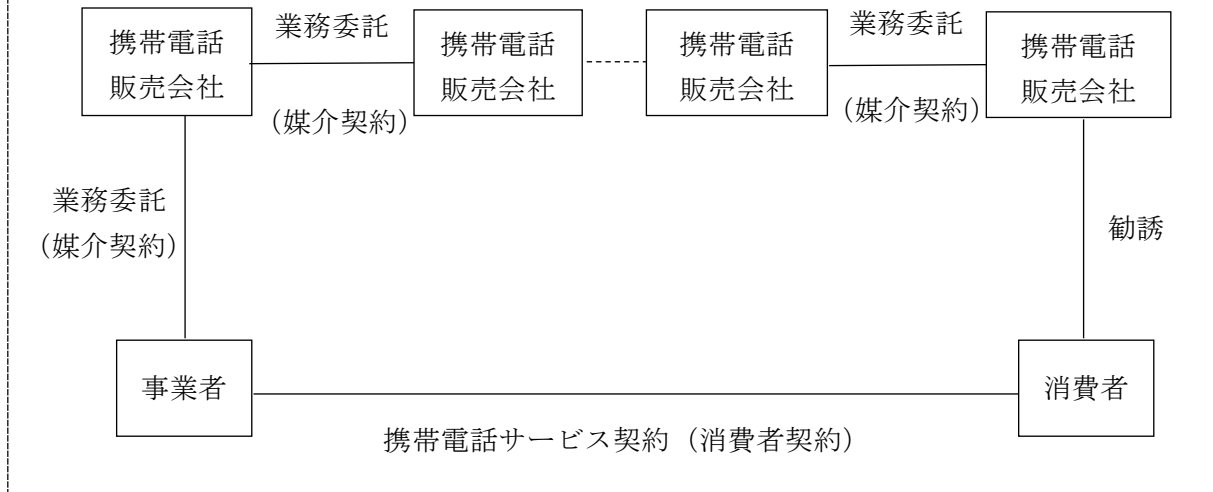 業務委託
業務委託
携帯電話
販売会社
携帯電話
販売会社
携帯電話
販売会社
携帯電話
販売会社
(媒介契約)
(媒介契約)
業務委託
(媒介契約)
勧誘
事業者
消費者
携帯電話サービス契約（消費者契約）